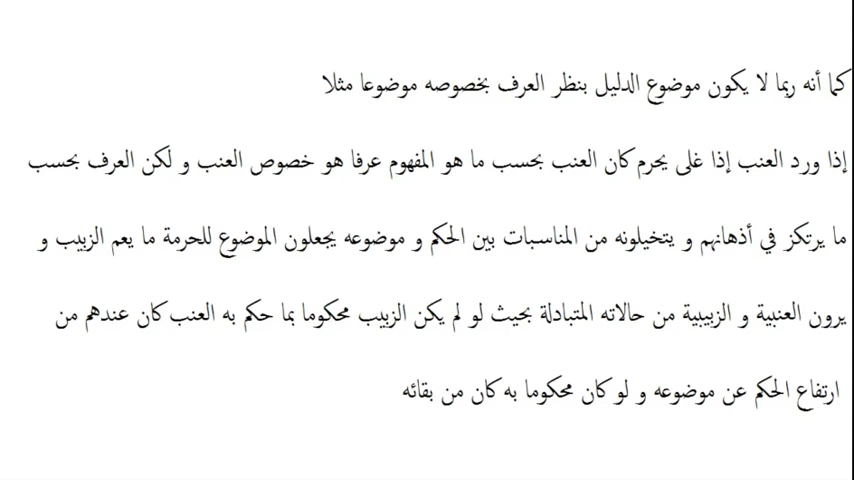 كما أنه ربما لا يكون موضوع الدليل بنظر العرف بخصوصه موضوعا مثلا
إذا ورد العنب إذا غلى يحرم كان العنب بحسب ما هو المفهوم عرفا هو خصوص العنب و لكن العرف بحسب
ما يرتكز في أذهانهم و يتخيلونه من المناسبات بين الحكم و موضوعه يجعلون الموضوع للحرمة ما يعم الزبيب و
يرون العنبية و الزبيبية من حالاته المتبادلة بحيث لو لم يكن الزبيب محكوما بما حكم به العنب كان عندهم من
ارتفاع الحكم عن موضوعه و لو كان محكوما به كان من بقائه